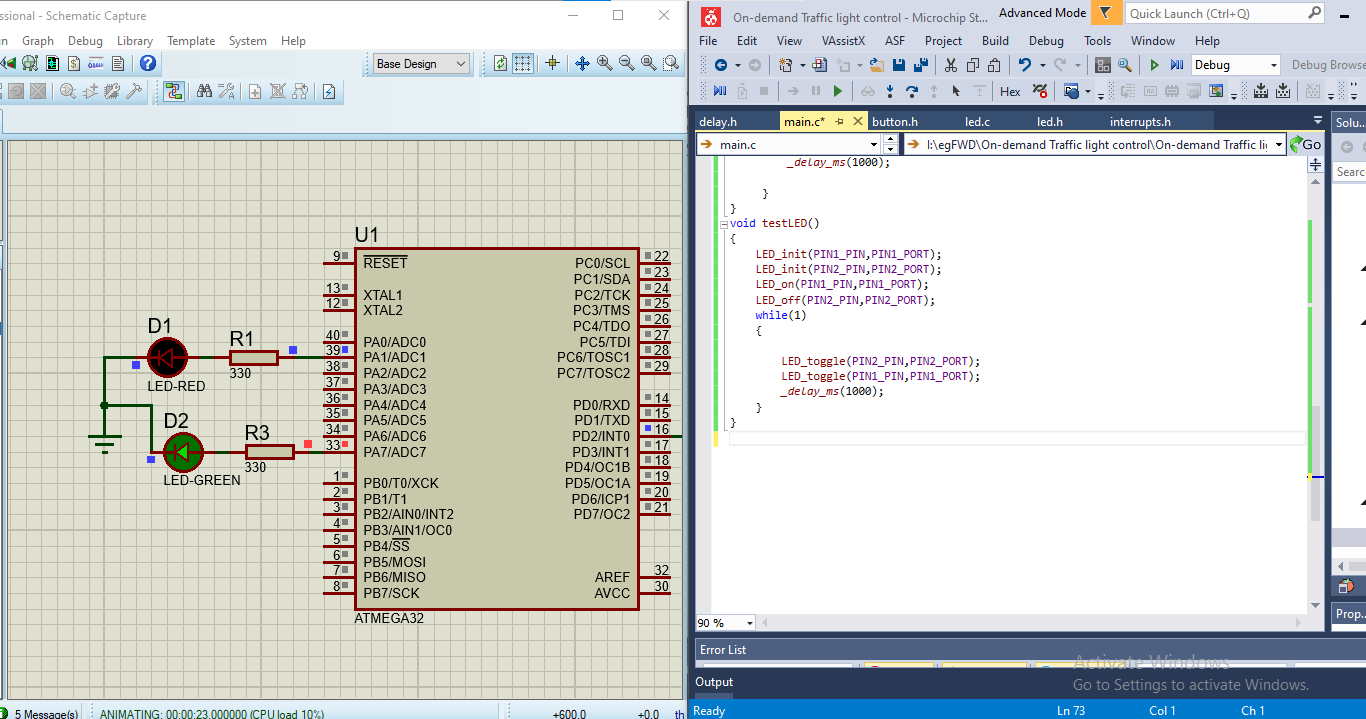 ssional - Schematic Capture
n Graph Debug Library Template System Help
Base Design
U1
9 RESET
13 XTAL1
12 XTAL2
40 PA0/ADC0
39 PA1/ADC1
38 PA2/ADC2
37 PA3/ADC3
36 PA4/ADC4
35 PA5/ADC5
34 PA6/ADC6
33 PA7/ADC7
1 PB0/T0/XCK
2 PB1/T1
3 PB2/AIN0/INT2
4 PB3/AIN1/OC0
5 PB4/SS
6 PB5/MOSI
7 PB6/MISO
8 PB7/SCK
PC0/SCL 22
PC1/SDA 23
PC2/TCK 24
PC3/TMS 25
PC4/TDO 26
PC5/TDI 27
PC6/TOSC1 28
PC7/TOSC2 29
PD0/RXD 14
PD1/TXD 15
PD2/INT0 16
PD3/INT1 17
PD4/OC1B 18
PD5/OC1A 19
PD6/ICP1 20
PD7/OC2 21
AREF 32
AVCC 30
ATMEGA32
D1
LED-RED
R1
330
D2
LED-GREEN
R3
330
5 Message(s) ANIMATING: 00:00:23.000000 (CPU load 10%) +600.0 +0.0 th
On-demand Traffic light control - Microchip St... Advanced Mode Quick Launch (Ctrl+Q)
File Edit View VAssistX ASF Project Build Debug Tools Window Help
Debug Debug Browse
Hex
delay.h main.c* button.h led.c led.h interrupts.h
Solu...
main.c I:\egFWD\On-demand Traffic light control\On-demand Traffic li Go
Searc
_delay_ms(1000);
}
}
void testLED()
{
LED_init(PIN1_PIN,PIN1_PORT);
LED_init(PIN2_PIN,PIN2_PORT);
LED_on(PIN1_PIN,PIN1_PORT);
LED_off(PIN2_PIN,PIN2_PORT);
while(1)
{
LED_toggle(PIN2_PIN,PIN2_PORT);
LED_toggle(PIN1_PIN,PIN1_PORT);
_delay_ms(1000);
}
}
90 %
Prop...
Error List
Output
Activate Windows
Go to Settings to activate Windows.
Ready Ln 73 Col 1 Ch 1